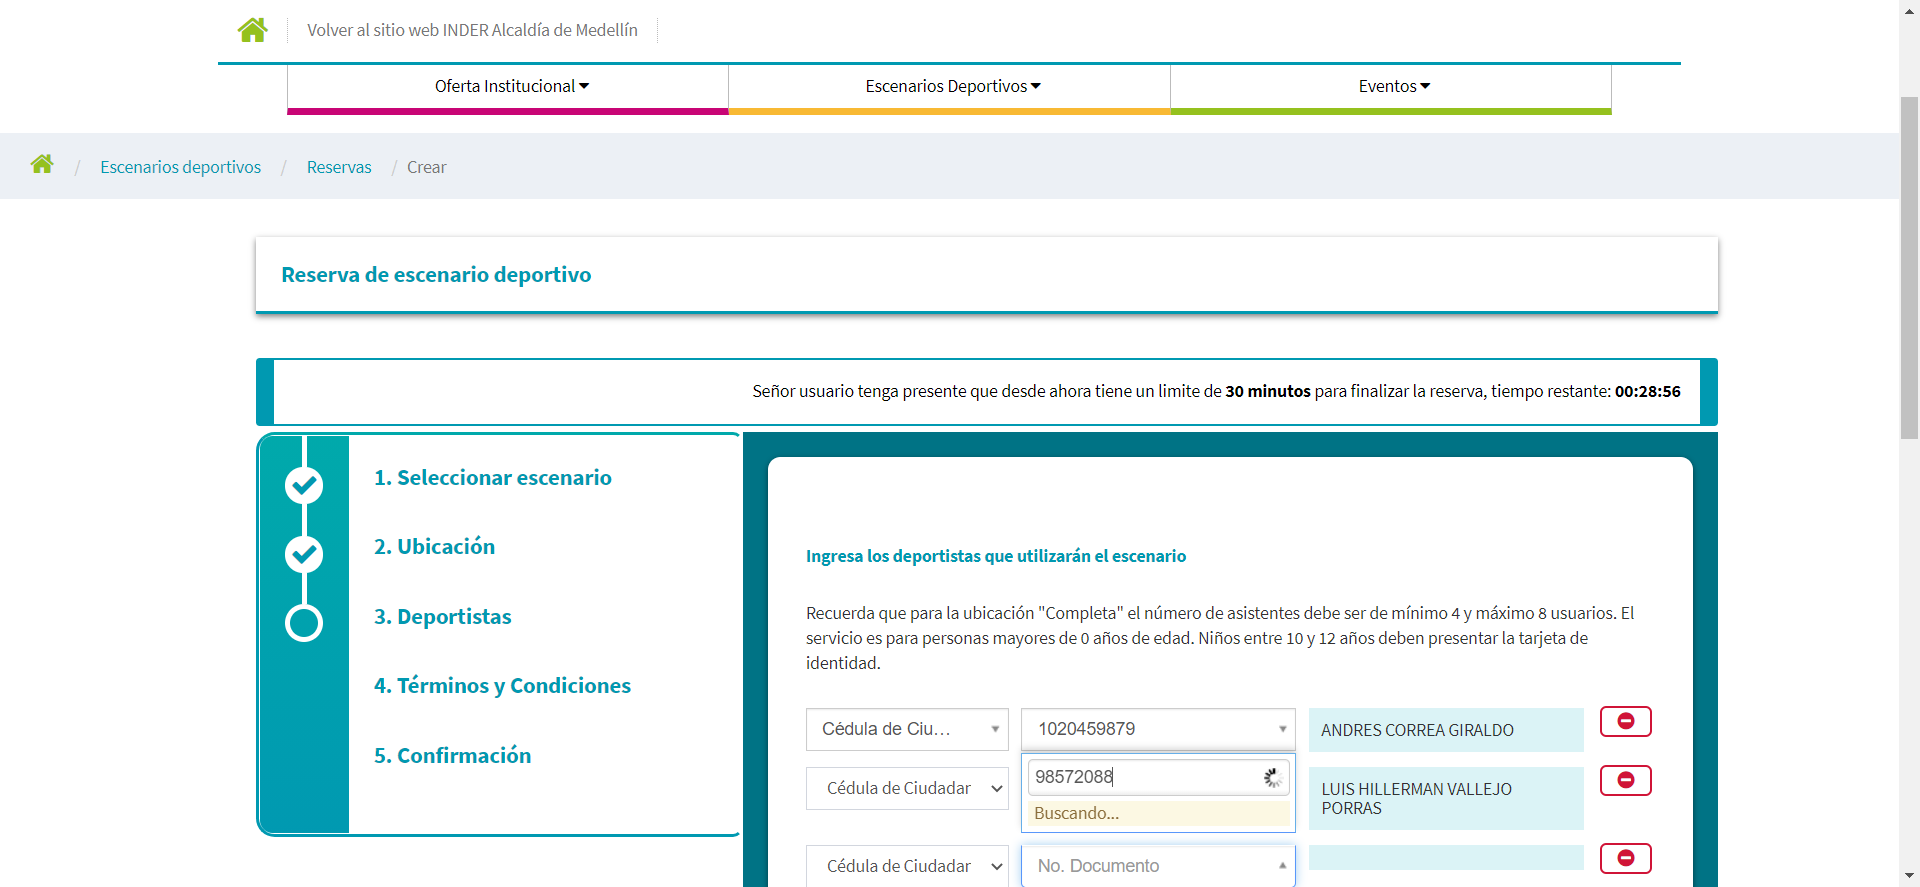 Volver al sitio web INDER Alcaldía de Medellín
Oferta Institucional
Escenarios Deportivos
Eventos
/ Escenarios deportivos / Reservas / Crear
Reserva de escenario deportivo
Señor usuario tenga presente que desde ahora tiene un limite de 30 minutos para finalizar la reserva, tiempo restante: 00:28:56
1. Seleccionar escenario
2. Ubicación
3. Deportistas
4. Términos y Condiciones
5. Confirmación
Ingresa los deportistas que utilizarán el escenario
Recuerda que para la ubicación "Completa" el número de asistentes debe ser de mínimo 4 y máximo 8 usuarios. El
servicio es para personas mayores de 0 años de edad. Niños entre 10 y 12 años deben presentar la tarjeta de
identidad.
Cédula de Ciu... 1020459879 ANDRES CORREA GIRALDO
98572088
Cédula de Ciudadar LUIS HILLERMAN VALLEJO
PORRAS
Buscando...
Cédula de Ciudadar No. Documento